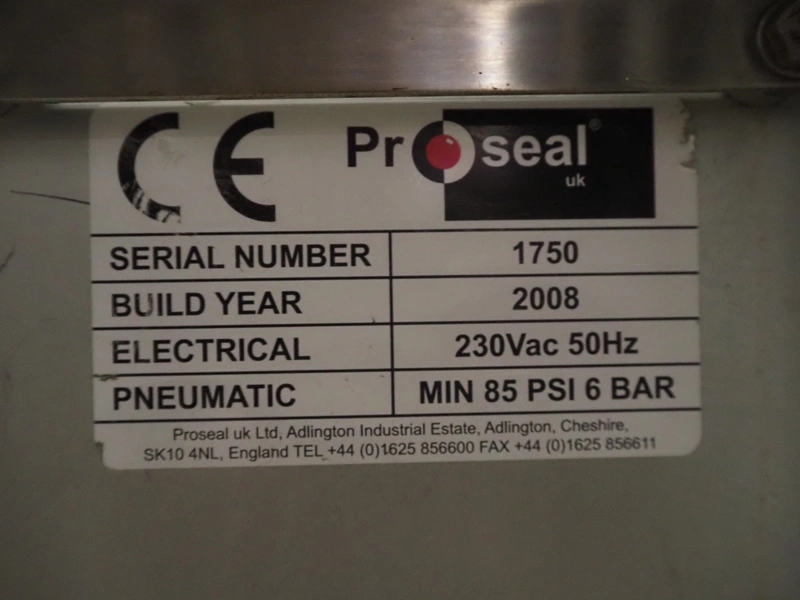 CE Proseal®
uk
SERIAL NUMBER 1750
BUILD YEAR 2008
ELECTRICAL 230Vac 50Hz
PNEUMATIC MIN 85 PSI 6 BAR
Proseal uk Ltd, Adlington Industrial Estate, Adlington, Cheshire,
SK10 4NL, England TEL +44 (0)1625 856600 FAX +44 (0)1625 856611